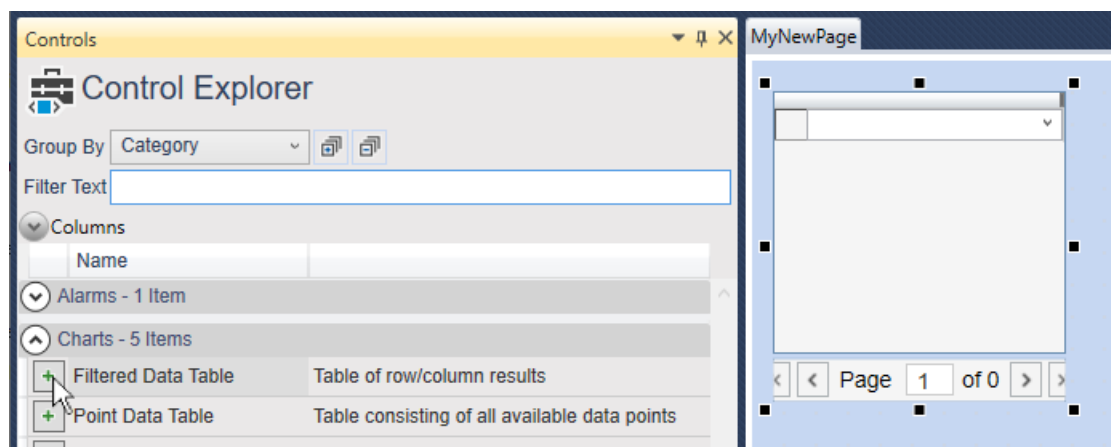 Controls
Control Explorer
Group By Category
Filter Text
Columns
Name
Alarms - 1 Item
Charts - 5 Items
Filtered Data Table Table of row/column results
Point Data Table Table consisting of all available data points
MyNewPage
Page 1 of 0